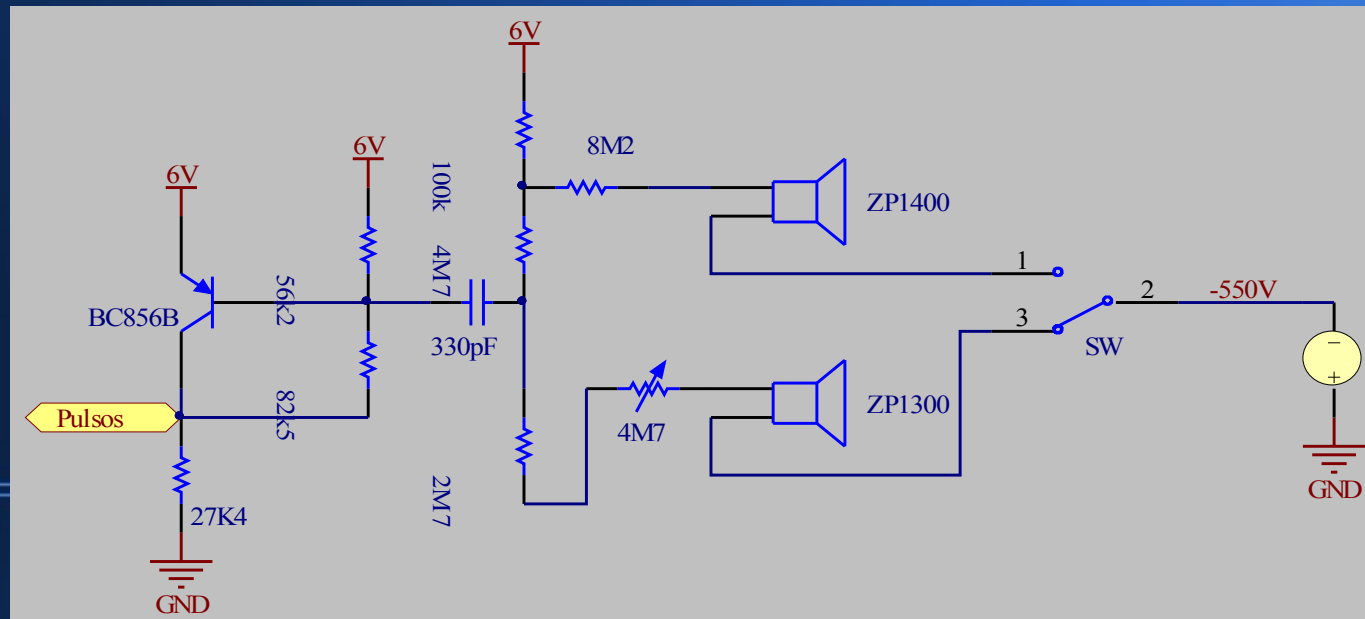 6V
8M2
6V
100k
6V
ZP1400
4M7
1
56k2
2
-550V
BC856B
3
330pF
SW
ZP1300
Pulsos
82k5
4M7
2M7
GND
27K4
GND